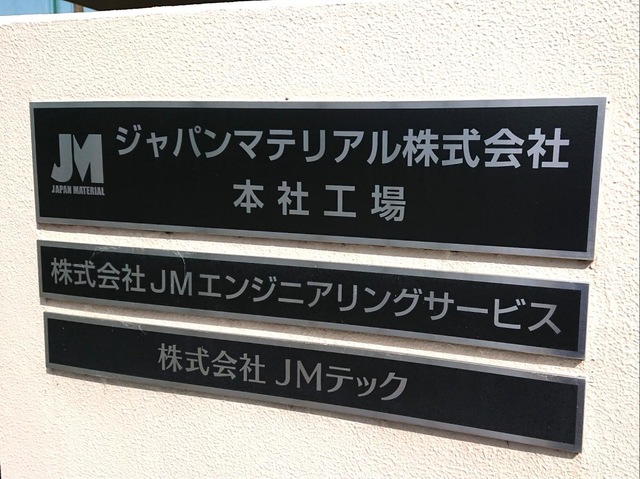 JM
JAPAN MATERIAL
ジャパンマテリアル株式会社
本社工場
株式会社JMエンジニアリングサービス
株式会社 JMテック